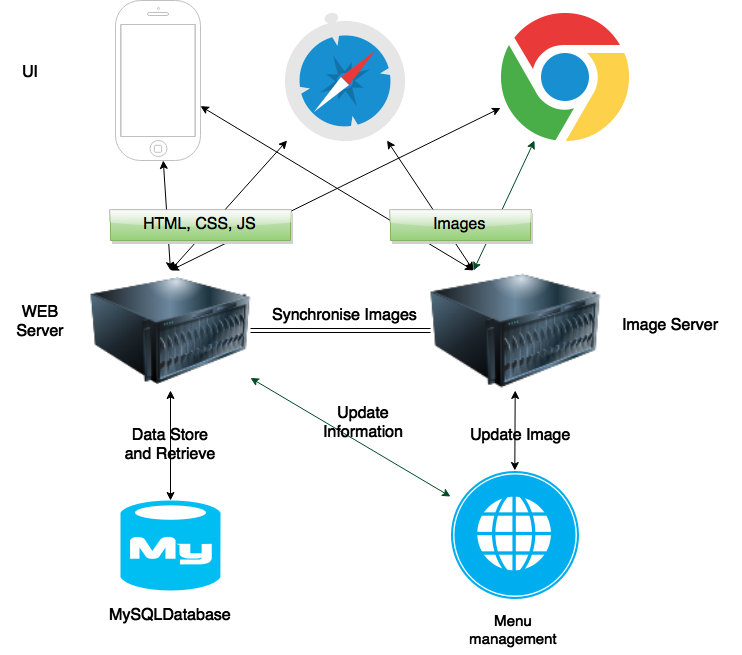 UI
HTML, CSS, JS
Images
WEB
Server
Synchronise Images
Image Server
Update
Information
Data Store
and Retrieve
Update Image
My
MySQLDatabase
Menu
management